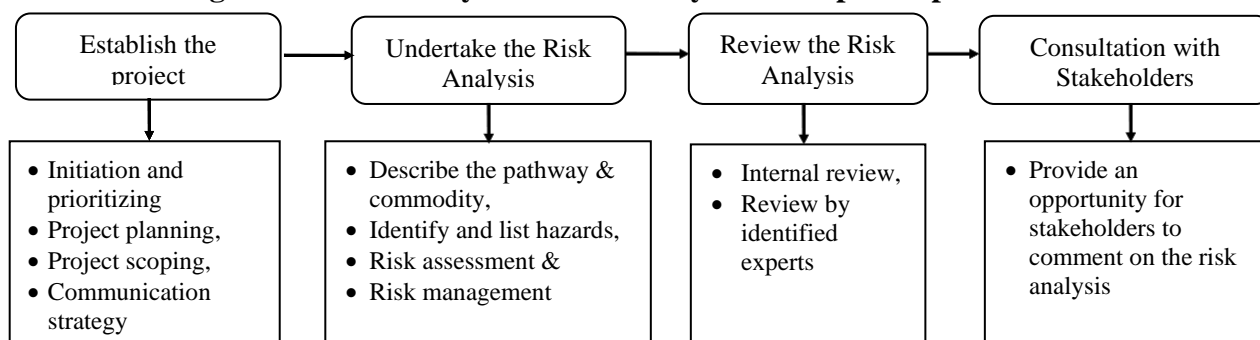 Establish the
project
Undertake the Risk
Analysis
Review the Risk
Analysis
Consultation with
Stakeholders
• Initiation and
prioritizing
• Project planning,
• Project scoping,
• Communication
strategy
• Describe the pathway &
commodity,
• Identify and list hazards,
• Risk assessment &
• Risk management
• Internal review,
• Review by
identified
experts
• Provide an
opportunity for
stakeholders to
comment on the risk
analysis